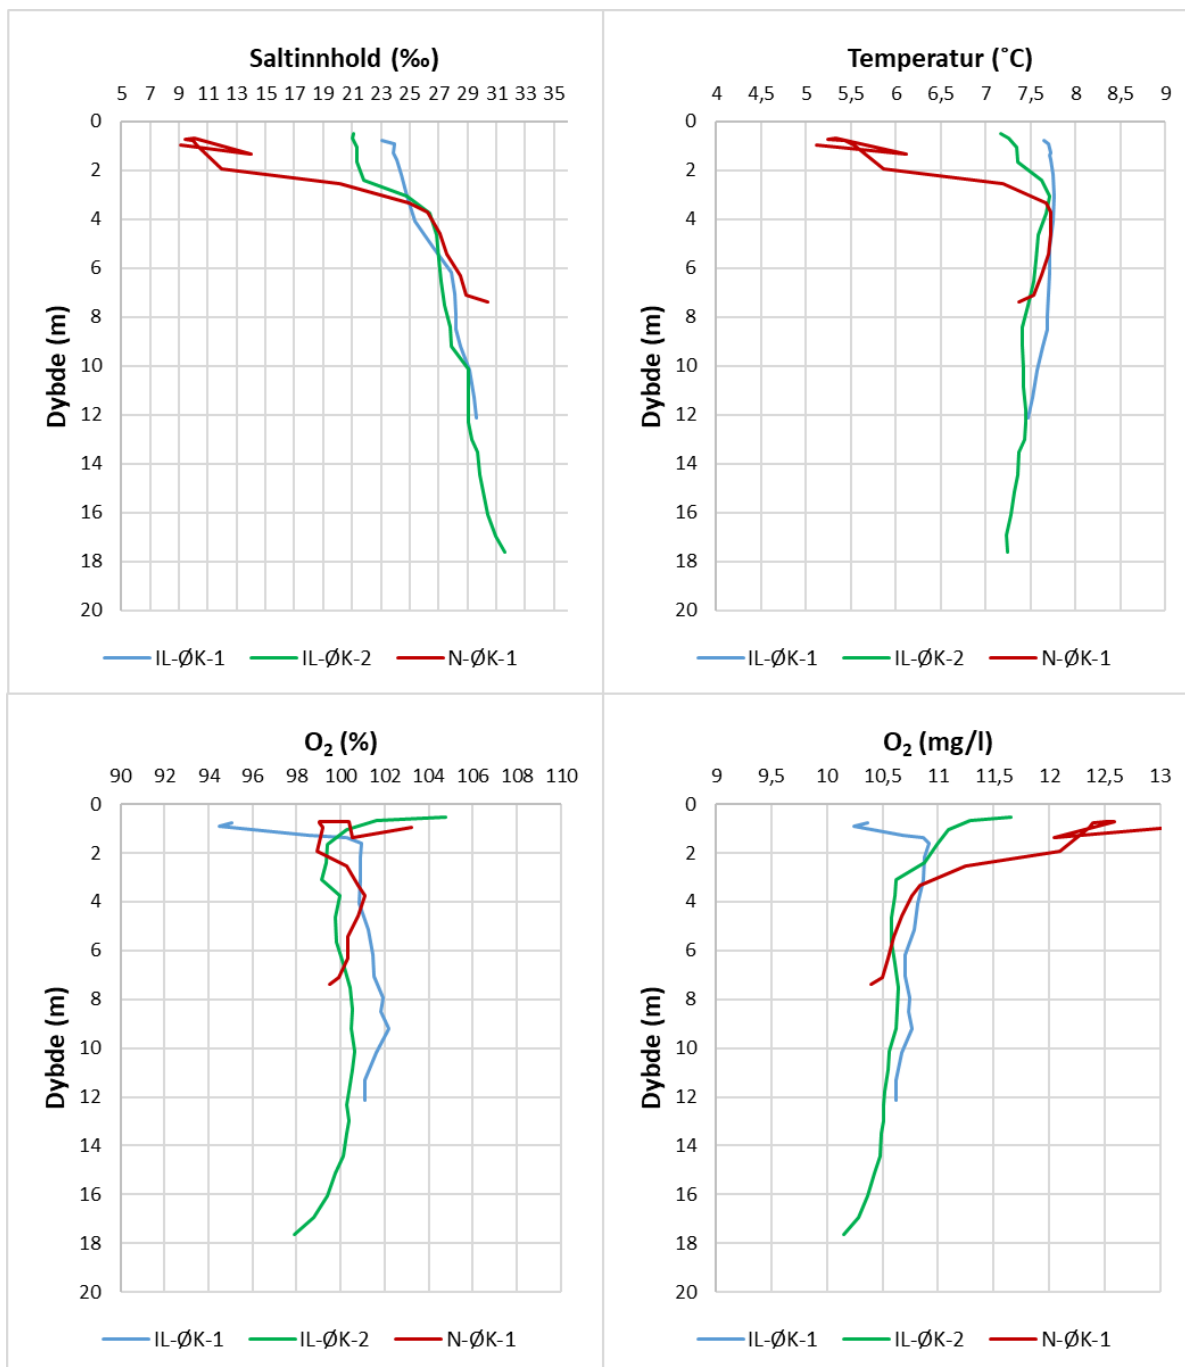 Saltinnhold (‰)
5 7 9 11 13 15 17 19 21 23 25 27 29 31 33 35
0
2
4
6
8
10
12
14
16
18
20
Dybde (m)
IL-ØK-1 IL-ØK-2 N-ØK-1
Temperatur (˚C)
4 4,5 5 5,5 6 6,5 7 7,5 8 8,5 9
0
2
4
6
8
10
12
14
16
18
20
Dybde (m)
IL-ØK-1 IL-ØK-2 N-ØK-1
O₂ (%)
90 92 94 96 98 100 102 104 106 108 110
0
2
4
6
8
10
12
14
16
18
20
Dybde (m)
IL-ØK-1 IL-ØK-2 N-ØK-1
O₂ (mg/l)
9 9,5 10 10,5 11 11,5 12 12,5 13
0
2
4
6
8
10
12
14
16
18
20
Dybde (m)
IL-ØK-1 IL-ØK-2 N-ØK-1